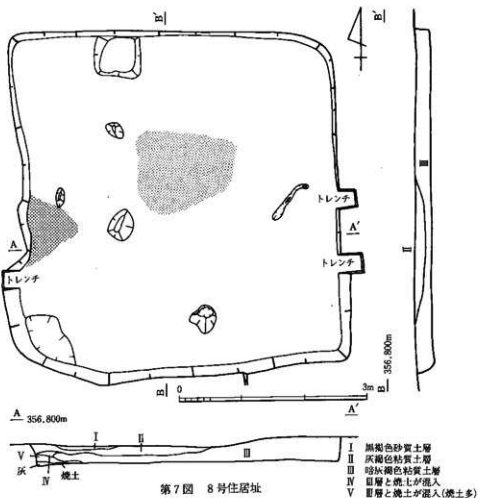 B'
B'
トレンチ
A
A'
トレンチ
トレンチ
Ⅲ
Ⅱ
B
0
3m
B 356.800m
A 356.800m
A'
Ⅰ
Ⅱ
Ⅲ
Ⅴ
灰
Ⅳ
焼土
Ⅰ 黒褐色砂質土層
Ⅱ 灰褐色粘質土層
Ⅲ 暗灰褐色粘質土層
Ⅳ Ⅲ層と焼土が混入
Ⅴ Ⅲ層と焼土が混入(焼土多)
第7図 8号住居址